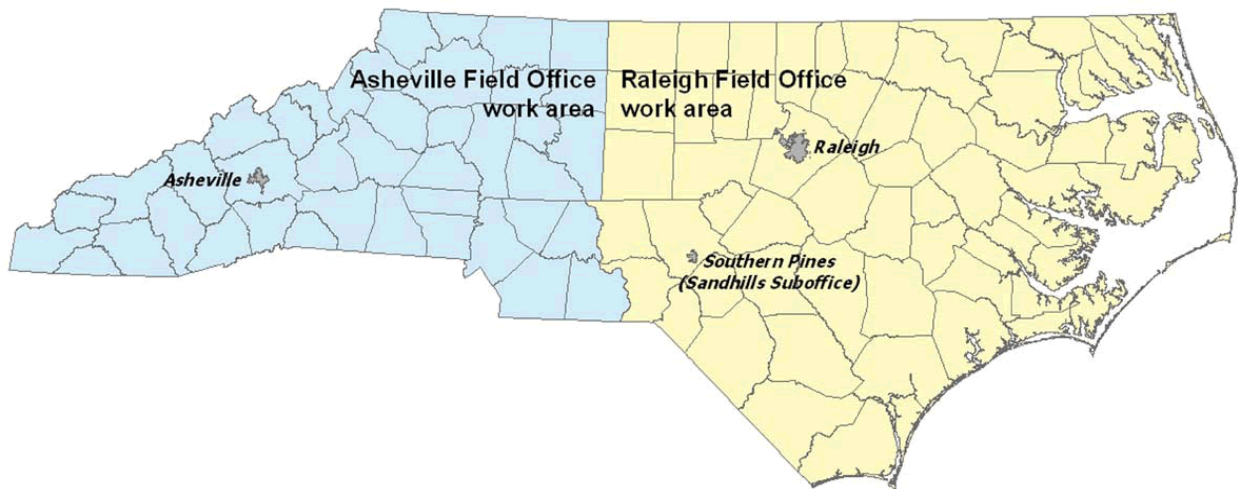 Asheville Field Office
work area
Raleigh Field Office
work area
Raleigh
Asheville
Southern Pines
(Sandhills Suboffice)